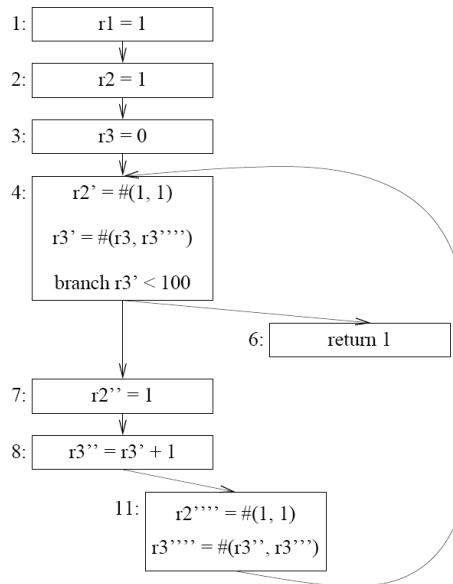 1: r1 = 1
2: r2 = 1
3: r3 = 0
4: r2’ = #(1, 1)
r3’ = #(r3, r3’’’’)
branch r3’ < 100
6: return 1
7: r2’’ = 1
8: r3’’ = r3’ + 1
11: r2’’’’ = #(1, 1)
r3’’’’ = #(r3’’, r3’’’)